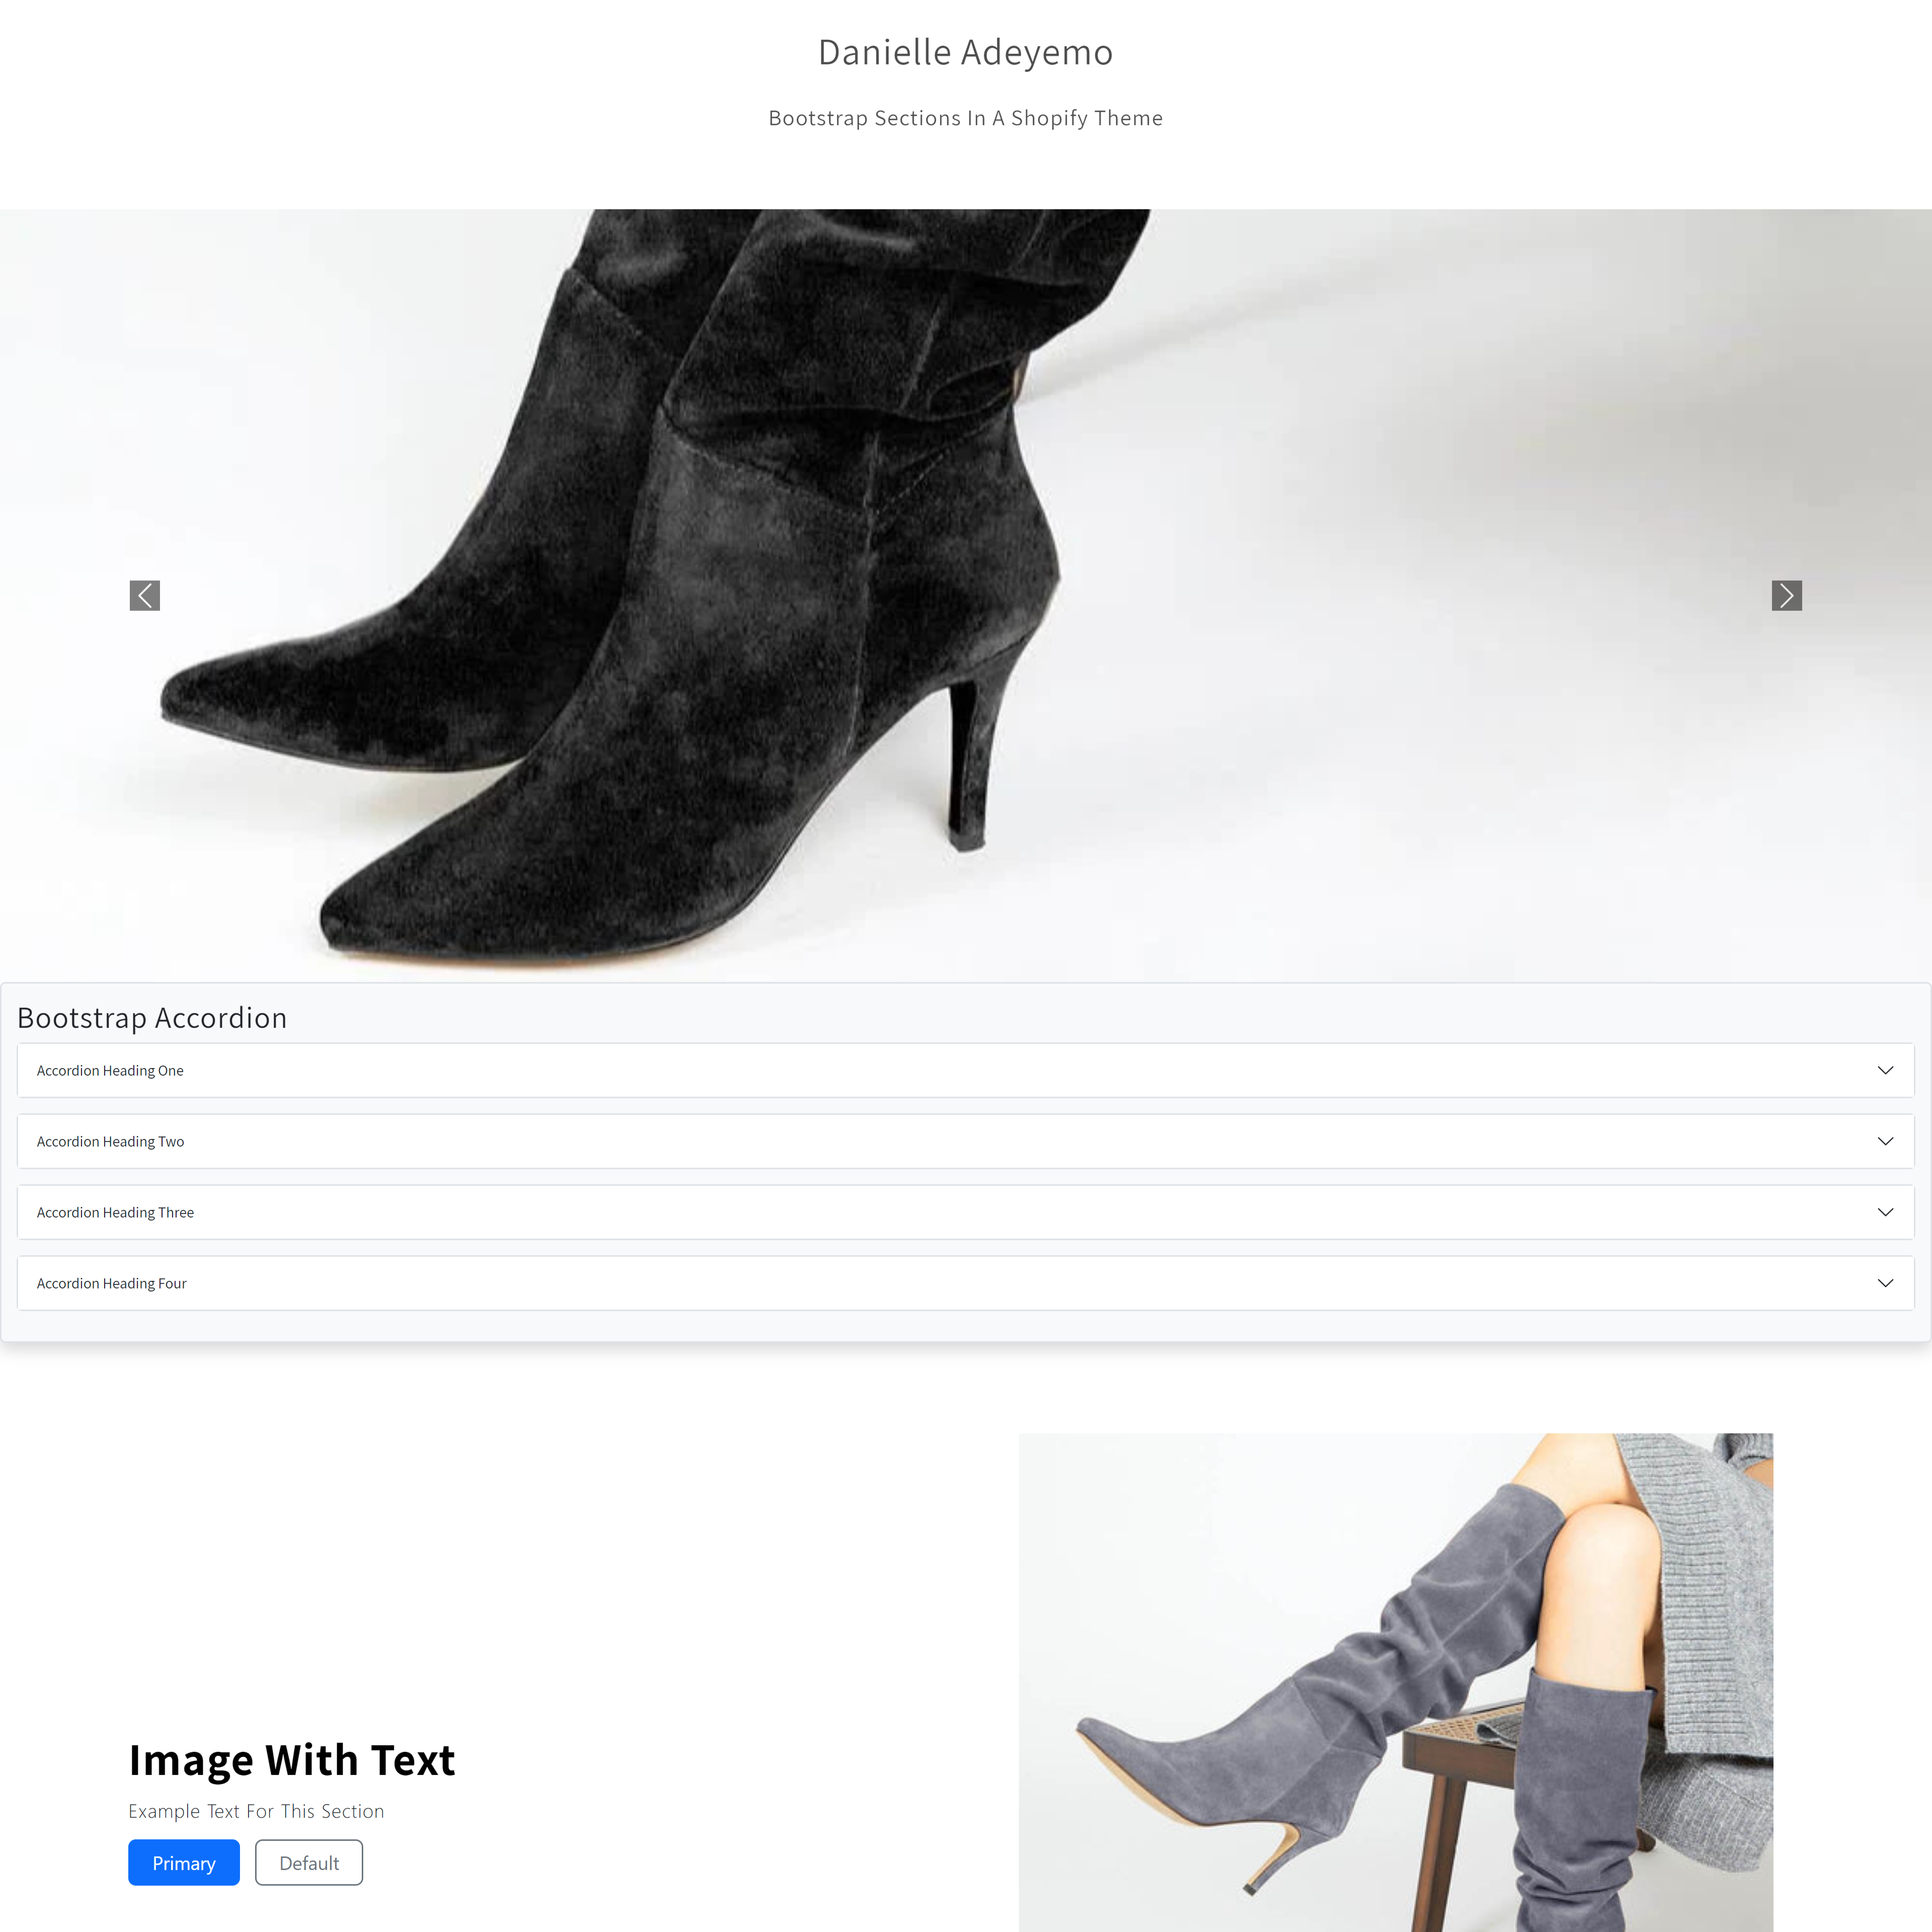 Danielle Adeyemo
Bootstrap Sections In A Shopify Theme
Bootstrap Accordion
Accordion Heading One
Accordion Heading Two
Accordion Heading Three
Accordion Heading Four
Image With Text
Example Text For This Section
Primary Default